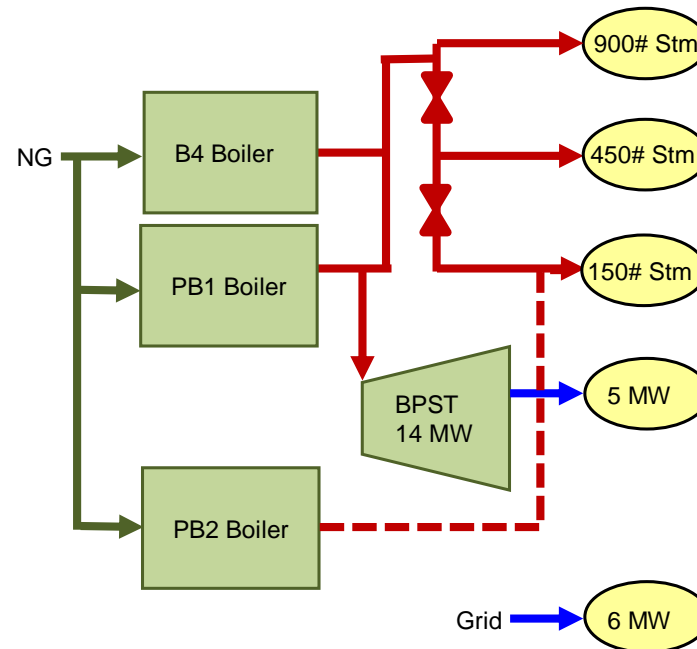 900# Stm
B4 Boiler
NG
450# Stm
PB1 Boiler
150# Stm
BPST
14 MW
5 MW
PB2 Boiler
Grid
6 MW